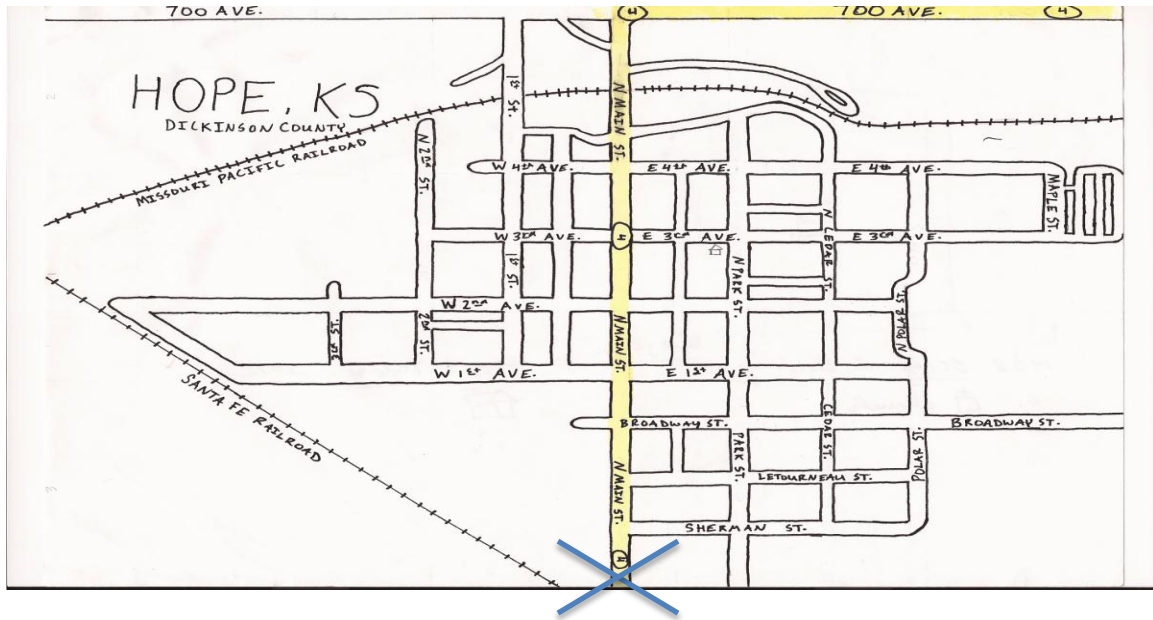 700 AVE.
4
700 AVE.
4
HOPE, KS
DICKINSON COUNTY
MISSOURI PACIFIC RAILROAD
1st ST.
N MAIN ST.
N 2nd ST.
W 4th AVE.
E 4th AVE.
E 4th AVE.
MAPLE ST.
W 3rd AVE.
4
E 3rd AVE.
N CEDAR ST.
E 3rd AVE.
1st ST.
N PARK ST.
W 2nd AVE.
2nd ST.
N MAIN ST.
N POLAR ST.
W 1st AVE.
E 1st AVE.
SANTA FE RAILROAD
BROADWAY ST.
CEDAR ST.
BROADWAY ST.
PARK ST.
POLAR ST.
N MAIN ST.
LETOURNEAU ST.
SHERMAN ST.
4